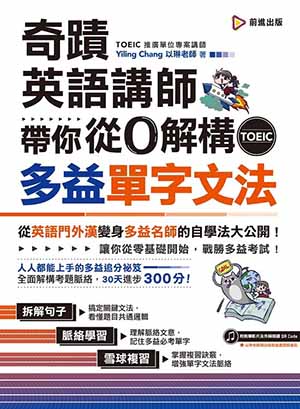 前進出版
奇蹟
TOEIC 推廣單位專案講師
Yiling Chang 以琳老師 著
英語講師
帶你從0解構
TOEIC
多益單字文法
從英語門外漢變身多益名師的自學法大公開！
讓你從零基礎開始，戰勝多益考試！
人人都能上手的多益追分祕笈
全面解構考題脈絡，30天進步300分！
拆解句子
搞定關鍵文法，
看懂題目共通邏輯
脈絡學習
理解脈絡文意，
記住多益必考單字
雪球複習
掌握複習訣竅，
增強單字文法脈絡
GOAL
QR Code